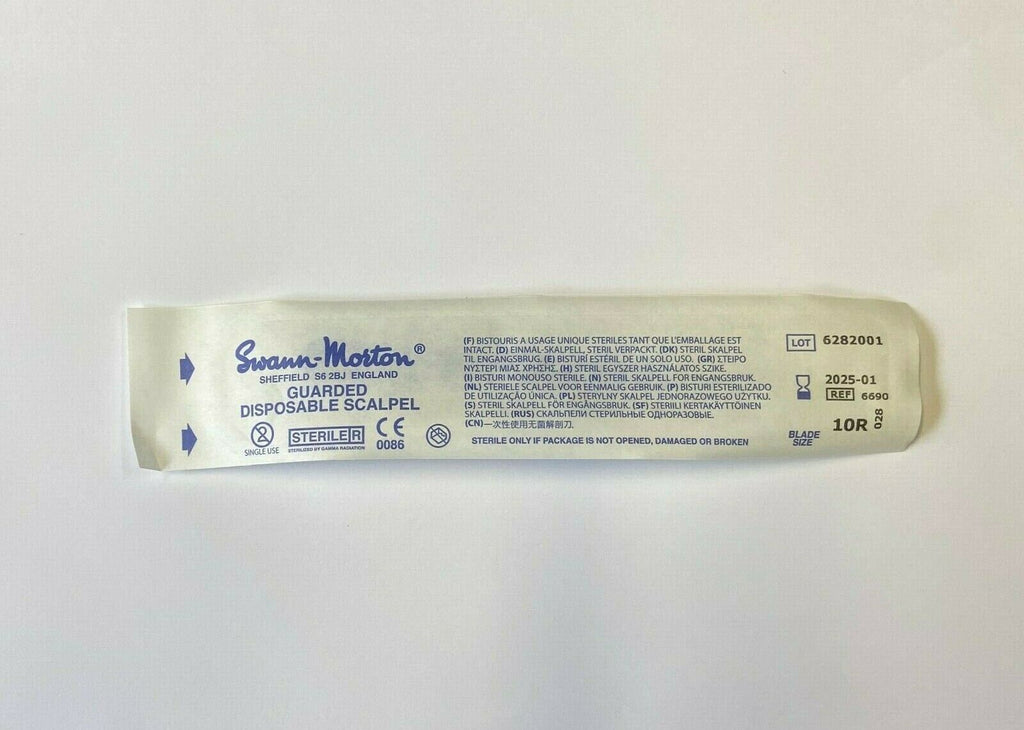 Swann-Morton®
SHEFFIELD S6 2BJ ENGLAND
GUARDED
DISPOSABLE SCALPEL
SINGLE USE
STERILE R
STERILIZED BY GAMMA RADIATION
CE
0086
(F) BISTOURIS A USAGE UNIQUE STERILES TANT QUE L'EMBALLAGE EST
INTACT. (D) EINMAL-SKALPELL, STERIL VERPACKT. (DK) STERIL SKALPEL
TIL ENGANGSBRUG. (E) BISTURÍ ESTÉRIL DE UN SOLO USO. (GR) ΣΤΕΙΡΟ
ΝΥΣΤΕΡΙ ΜΙΑΣ ΧΡΗΣΗΣ. (H) STERIL EGYSZER HASZNÁLATOS SZIKE.
(I) BISTURI MONOUSO STERILE. (N) STERIL SKALPELL FOR ENGANGSBRUK.
(NL) STERIELE SCALPEL VOOR EENMALIG GEBRUIK. (P) BISTURI ESTERILIZADO
DE UTILIZAÇÃO ÚNICA. (PL) STERYLNY SKALPEL JEDNORAZOWEGO UZYTKU.
(S) STERIL SKALPELL FÖR ENGÅNGSBRUK. (SF) STERIILI KERTAKÄYTTÖINEN
SKALPELLI. (RUS) СКАЛЬПЕЛИ СТЕРИЛЬНЫЕ ОДНОРАЗОВЫЕ.
(CN)一次性使用无菌解剖刀.
STERILE ONLY IF PACKAGE IS NOT OPENED, DAMAGED OR BROKEN
LOT 6282001
2025-01
REF 6690
BLADE
SIZE
10R
028